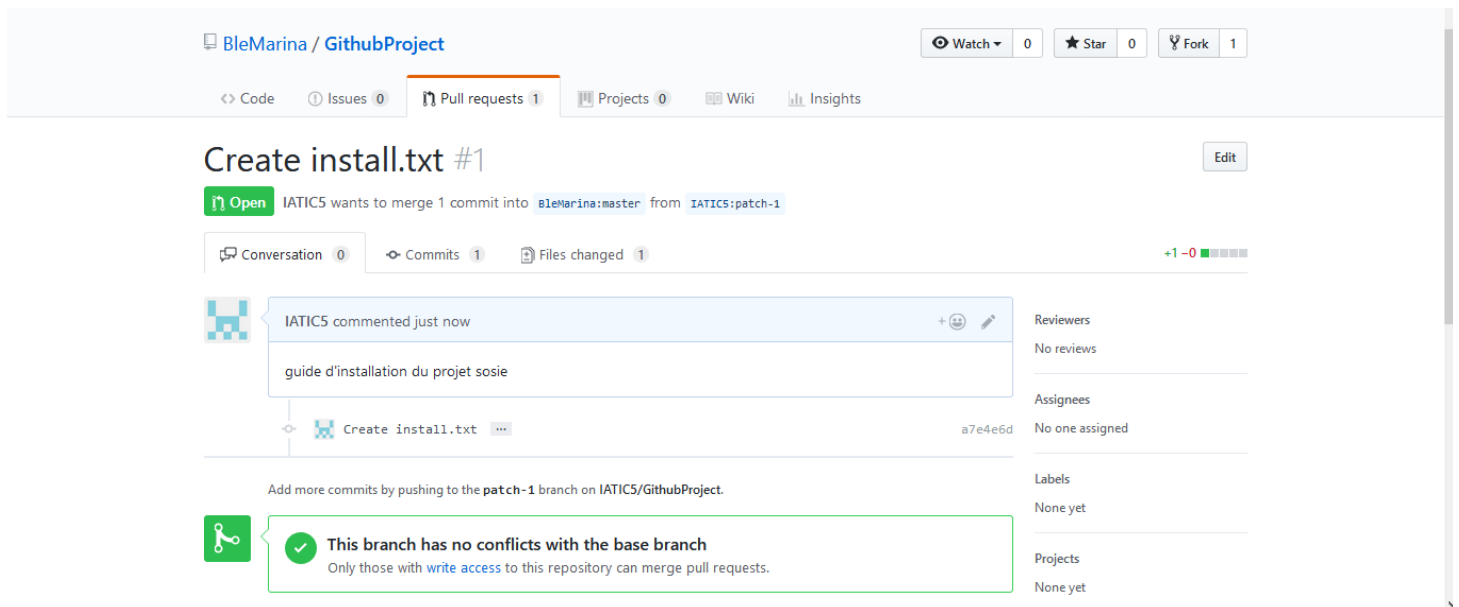 BleMarina / GithubProject
Watch 0 Star 0 Fork 1
Code Issues 0 Pull requests 1 Projects 0 Wiki Insights
Create install.txt #1
Edit
Open IATIC5 wants to merge 1 commit into BleMarina:master from IATIC5:patch-1
Conversation 0 Commits 1 Files changed 1
+1 −0
IATIC5 commented just now
guide d'installation du projet sosie
Create install.txt ...
a7e4e6d
Add more commits by pushing to the patch-1 branch on IATIC5/GithubProject.
This branch has no conflicts with the base branch
Only those with write access to this repository can merge pull requests.
Reviewers
No reviews
Assignees
No one assigned
Labels
None yet
Projects
None yet